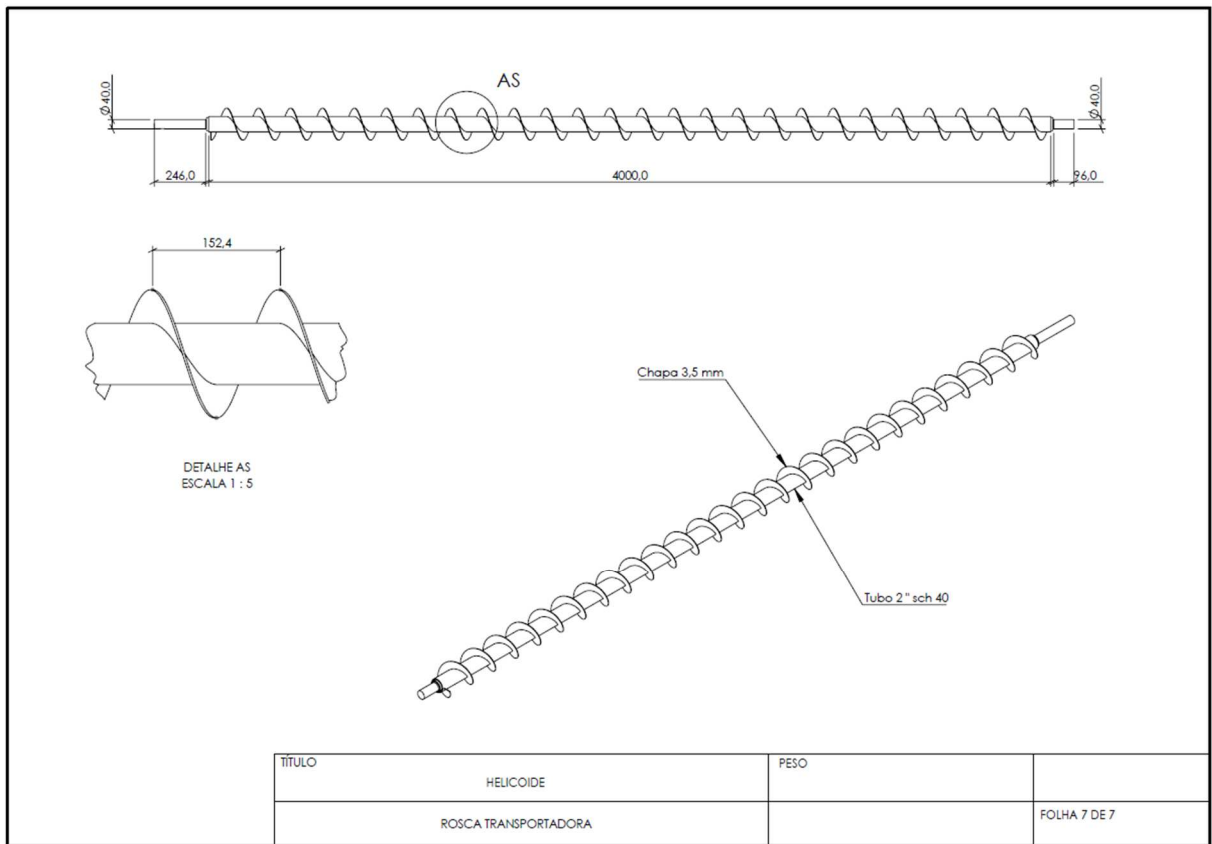 AS
Ø40,0
Ø40,0
246,0
4000,0
96,0
152,4
DETALHE AS
ESCALA 1 : 5
Chapa 3,5 mm
Tubo 2" sch 40
TÍTULO
HELICOIDE
PESO
ROSCA TRANSPORTADORA
FOLHA 7 DE 7